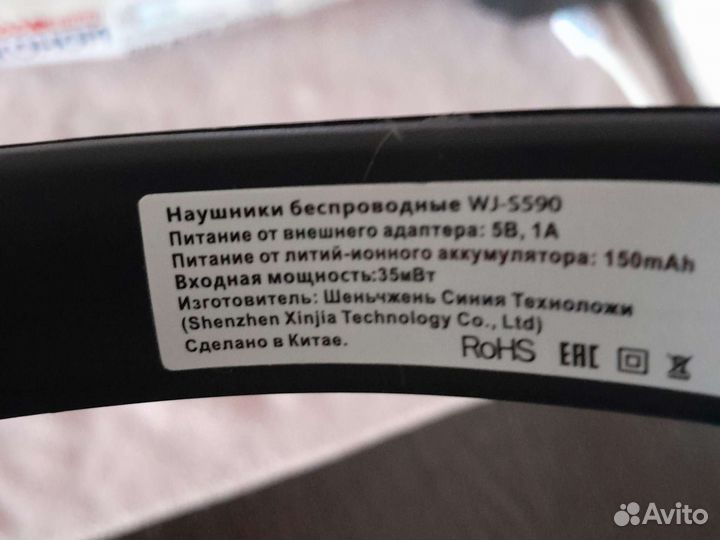 Наушники беспроводные WJ-S590
Питание от внешнего адаптера: 5В, 1А
Питание от литий-ионного аккумулятора: 150mAh
Входная мощность:35мВт
Изготовитель: Шеньчжень Синия Техноложи
(Shenzhen Xinjia Technology Co., Ltd)
Сделано в Китае.
RoHS EAC
Avito